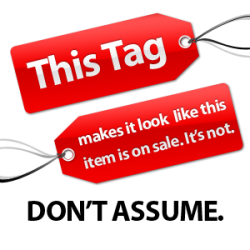 This Tag
makes it look like this
item is on sale. It's not.
DON'T ASSUME.